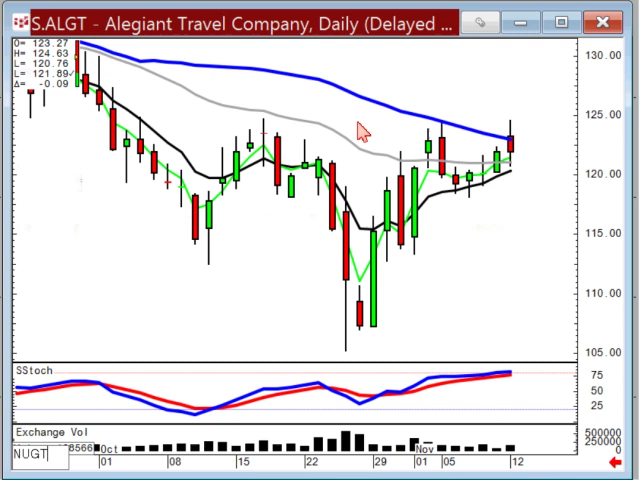 S.ALGT - Alegiant Travel Company, Daily (Delayed ...
O= 123.27
H= 124.63
L= 120.76
L= 121.89
Δ= -0.09
130.00
125.00
120.00
115.00
110.00
105.00
SStoch
75
50
25
Exchange Vol
500000
250000
0
NUGT
Oct
Nov
01
08
15
22
29
01
05
12